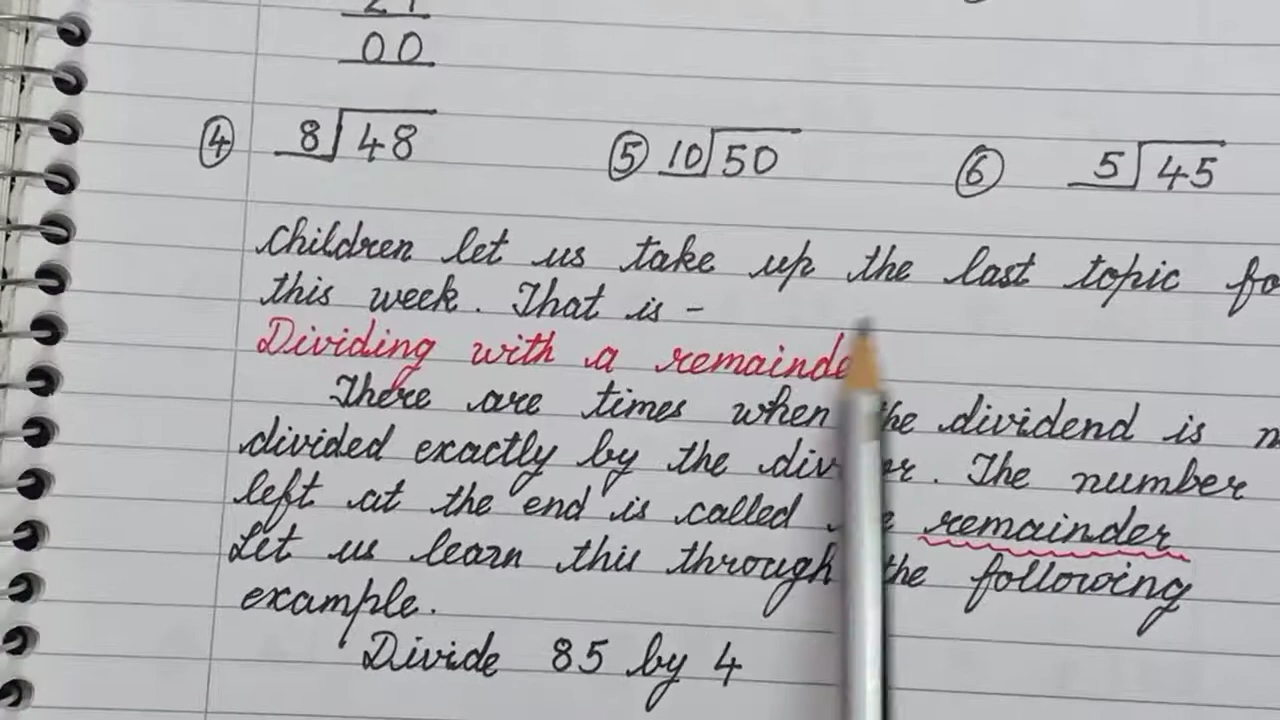 00
④ 8 48 ⑤ 10 50 ⑥ 5 45
children let us take up the last topic fo
this week. That is -
Dividing with a remainde
There are times when the dividend is
divided exactly by the div er. The number
left at the end is called remainder
Let us learn this through the following
example.
Divide 85 by 4